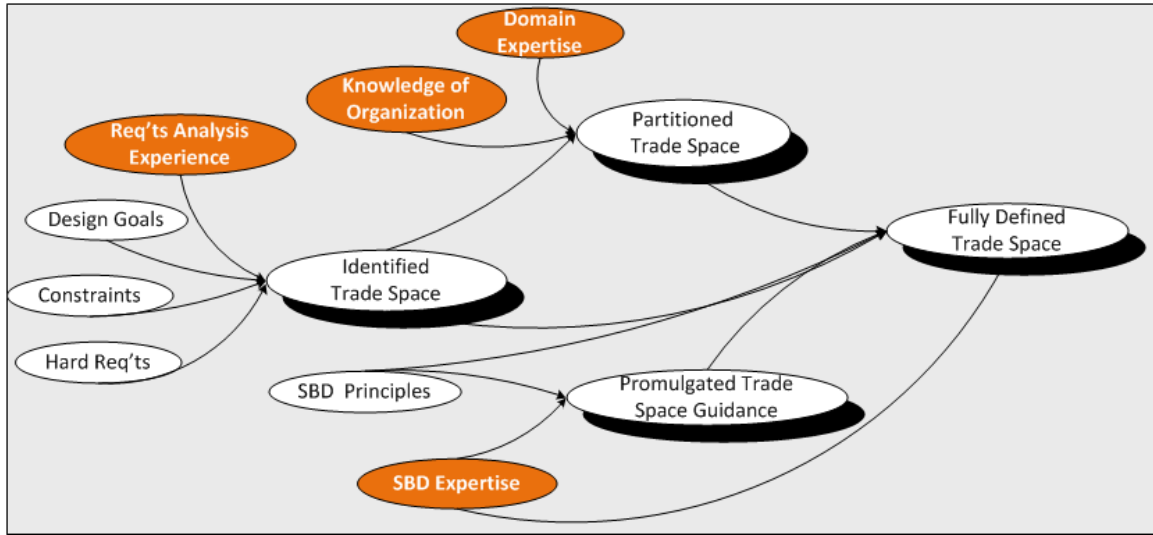 Domain
Expertise
Knowledge of
Organization
Partitioned
Trade Space
Req'ts Analysis
Experience
Design Goals
Fully Defined
Trade Space
Identified
Trade Space
Constraints
Hard Req'ts
SBD Principles
Promulgated Trade
Space Guidance
SBD Expertise